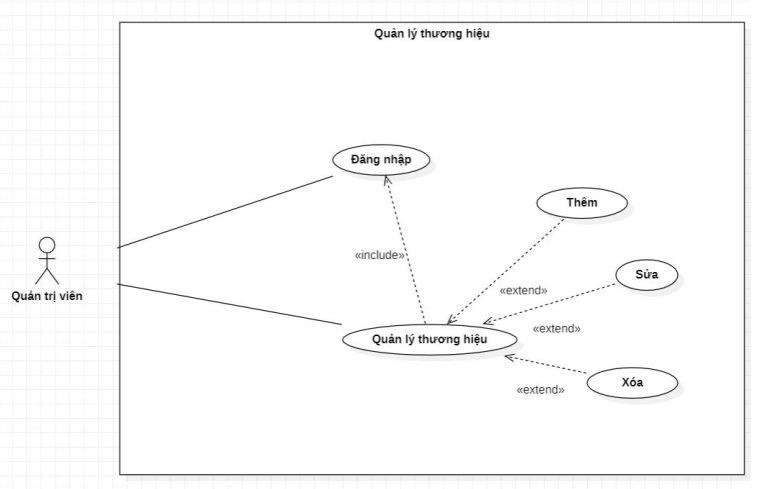 Quản lý thương hiệu
Đăng nhập
Thêm
«include»
Sửa
«extend»
Quản trị viên
«extend»
Quản lý thương hiệu
Xóa
«extend»